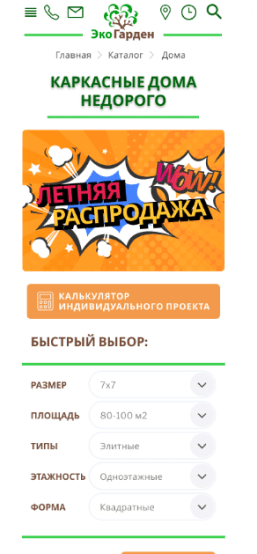 ЭкоГарден
Главная > Каталог > Дома
КАРКАСНЫЕ ДОМА
НЕДОРОГО
ЛЕТНЯЯ
WOW!
РАСПРОДАЖА
КАЛЬКУЛЯТОР
ИНДИВИДУАЛЬНОГО ПРОЕКТА
БЫСТРЫЙ ВЫБОР:
РАЗМЕР 7x7
ПЛОЩАДЬ 80-100 м2
ТИПЫ Элитные
ЭТАЖНОСТЬ Одноэтажные
ФОРМА Квадратные